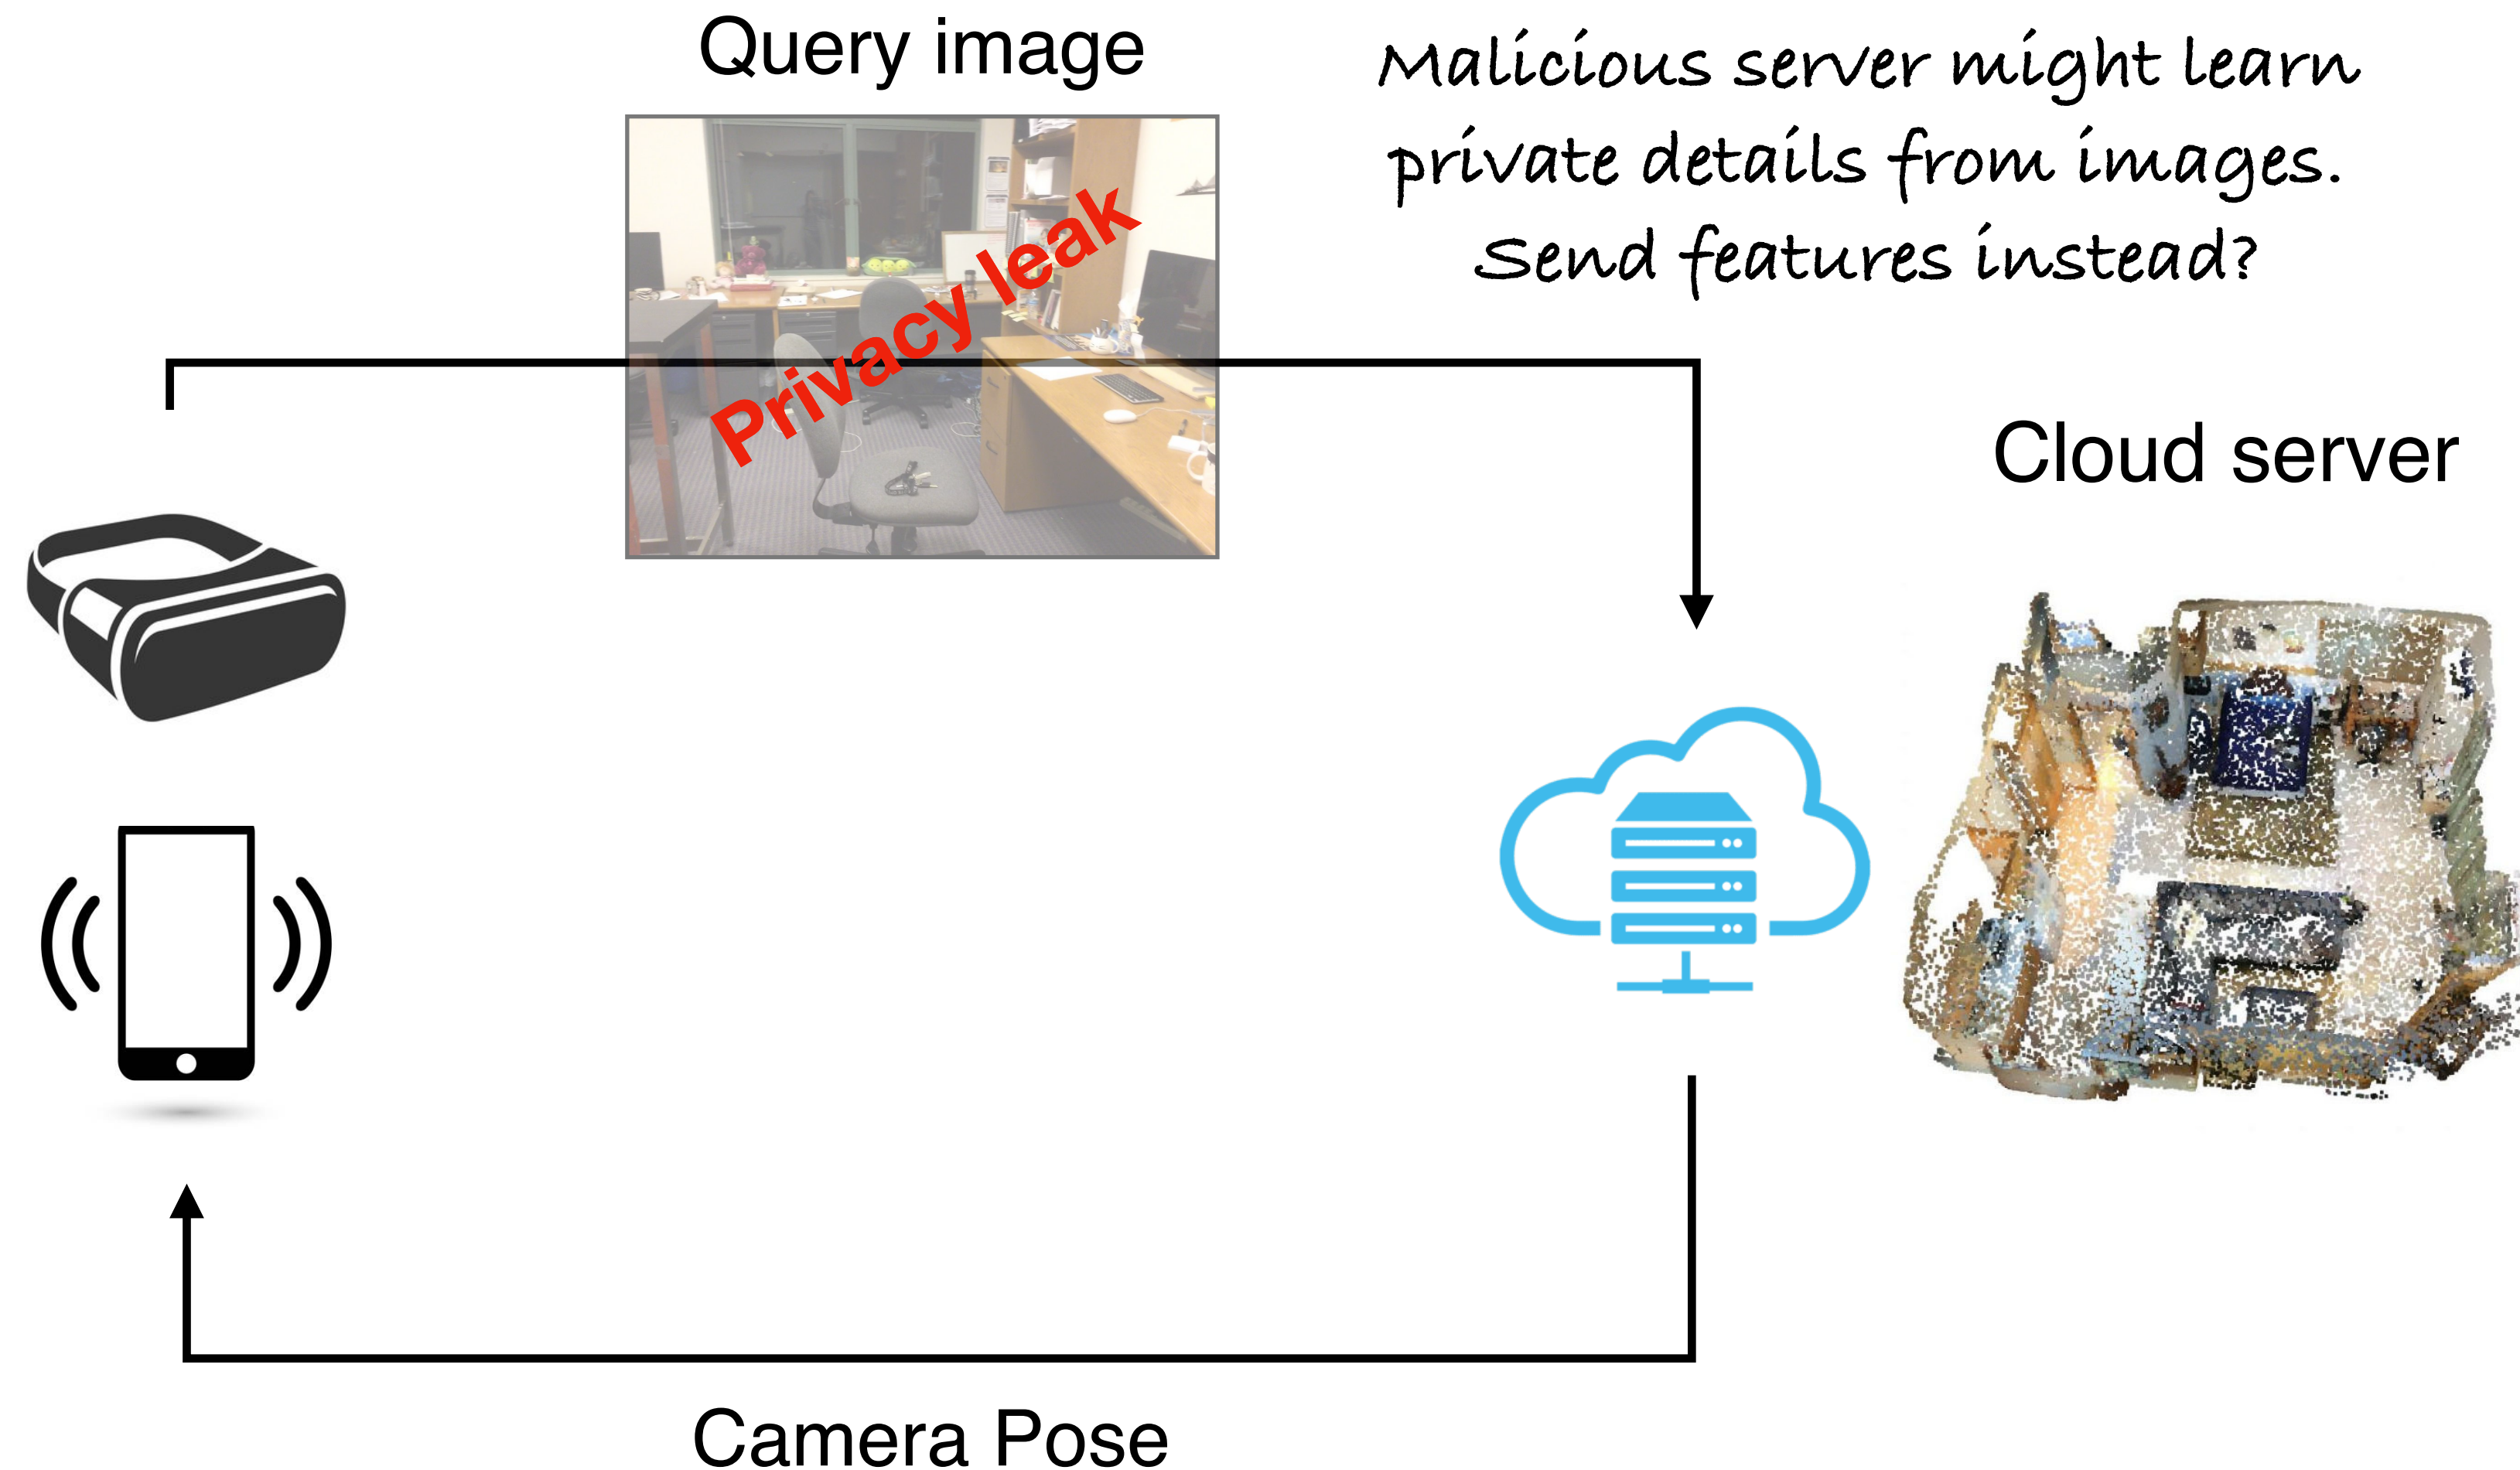 Query image
Malicious server might learn
private details from images.
Send features instead?
Privacy leak
Cloud server
Camera Pose